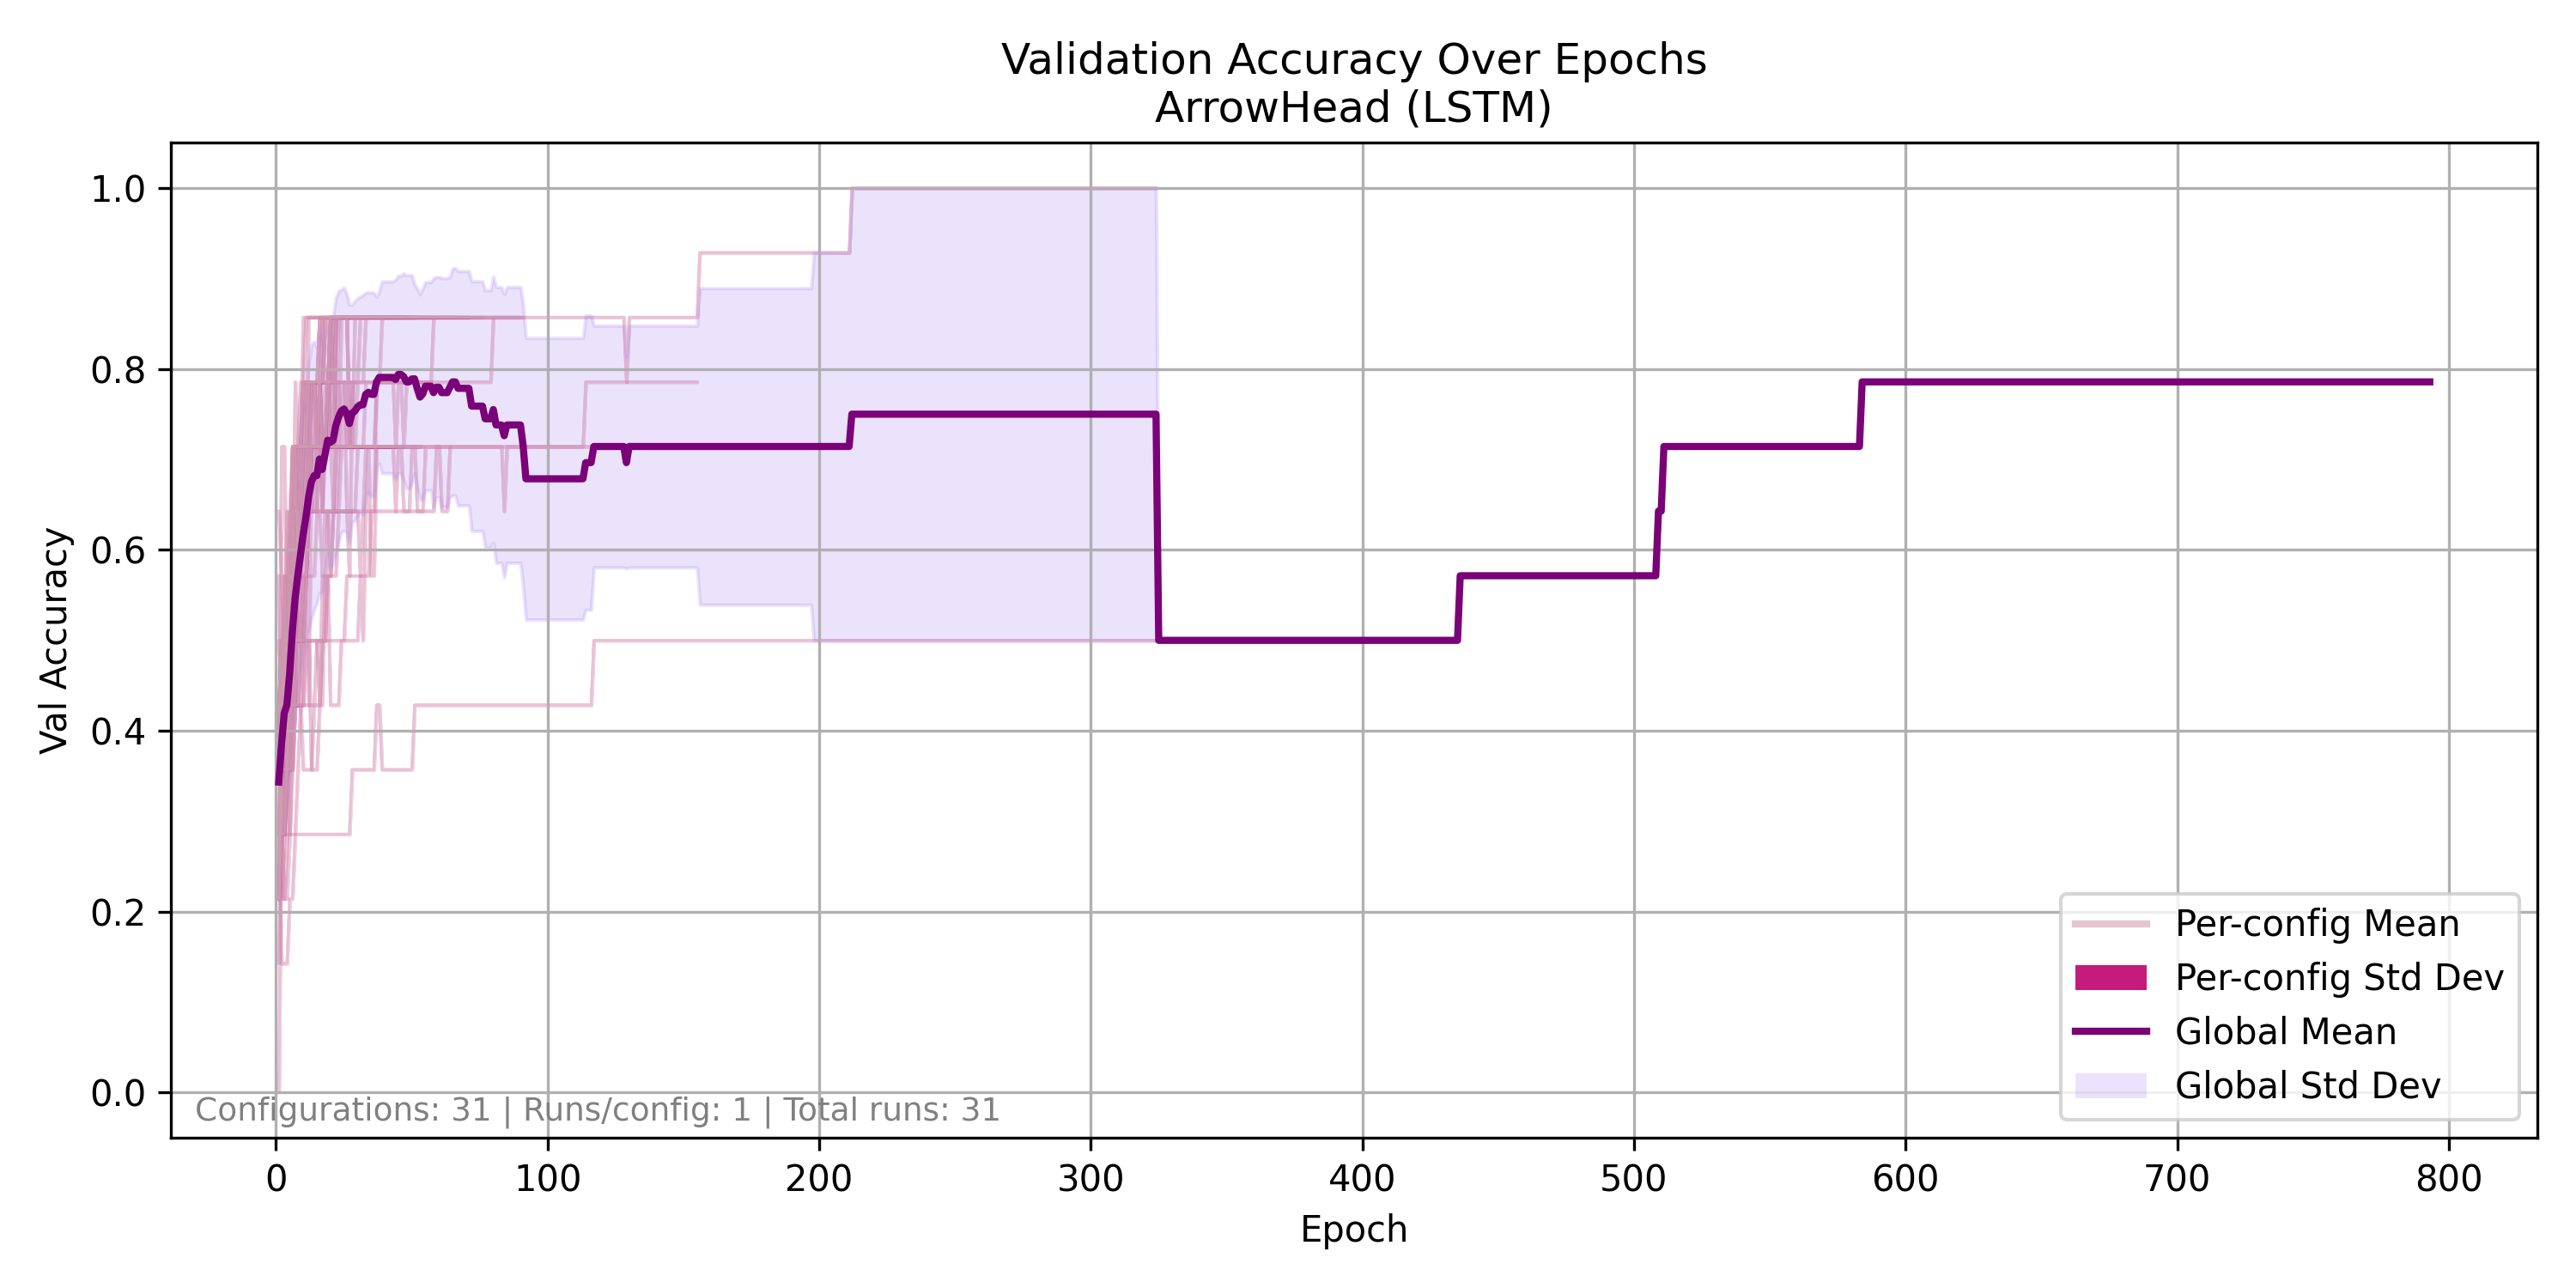 Validation Accuracy Over Epochs
ArrowHead (LSTM)
Val Accuracy
1.0
0.8
0.6
0.4
0.2
0.0
Configurations: 31 | Runs/config: 1 | Total runs: 31
Per-config Mean
Per-config Std Dev
Global Mean
Global Std Dev
0 100 200 300 400 500 600 700 800
Epoch